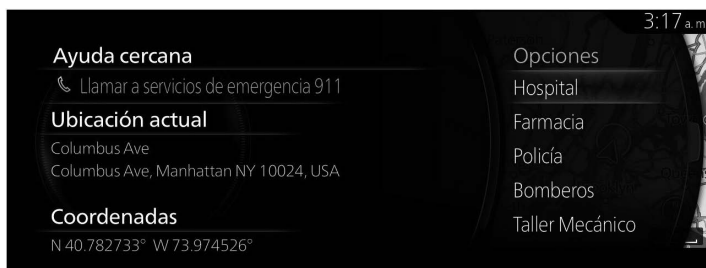 3:17 a.m
Ayuda cercana
Llamar a servicios de emergencia 911
Ubicación actual
Columbus Ave
Columbus Ave, Manhattan NY 10024, USA
Coordenadas
N 40.782733° W 73.974526°
Opciones
Hospital
Farmacia
Policía
Bomberos
Taller Mecánico